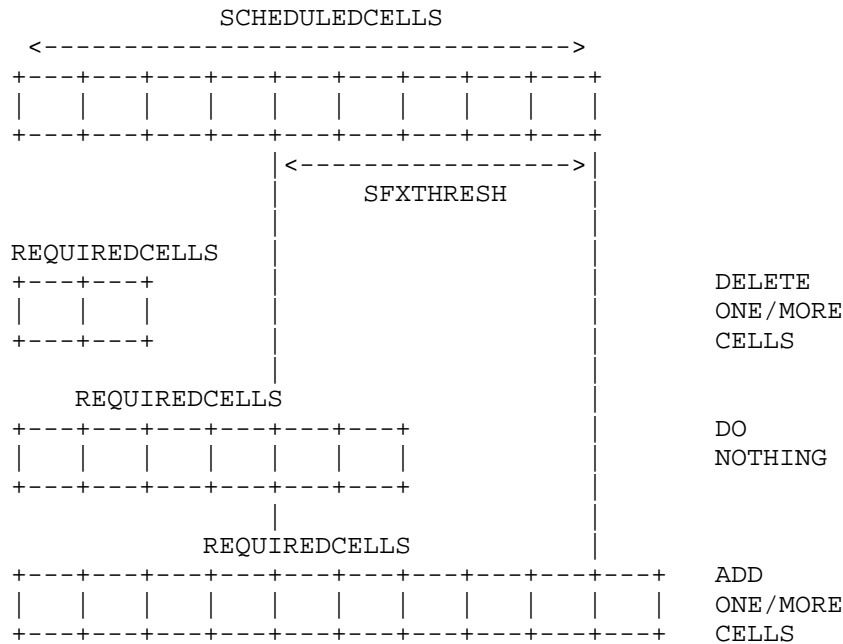 SCHEDULEDCELLS
SFXTHRESH
REQUIREDCELLS
DELETE
ONE/MORE
CELLS
REQUIREDCELLS
DO
NOTHING
REQUIREDCELLS
ADD
ONE/MORE
CELLS